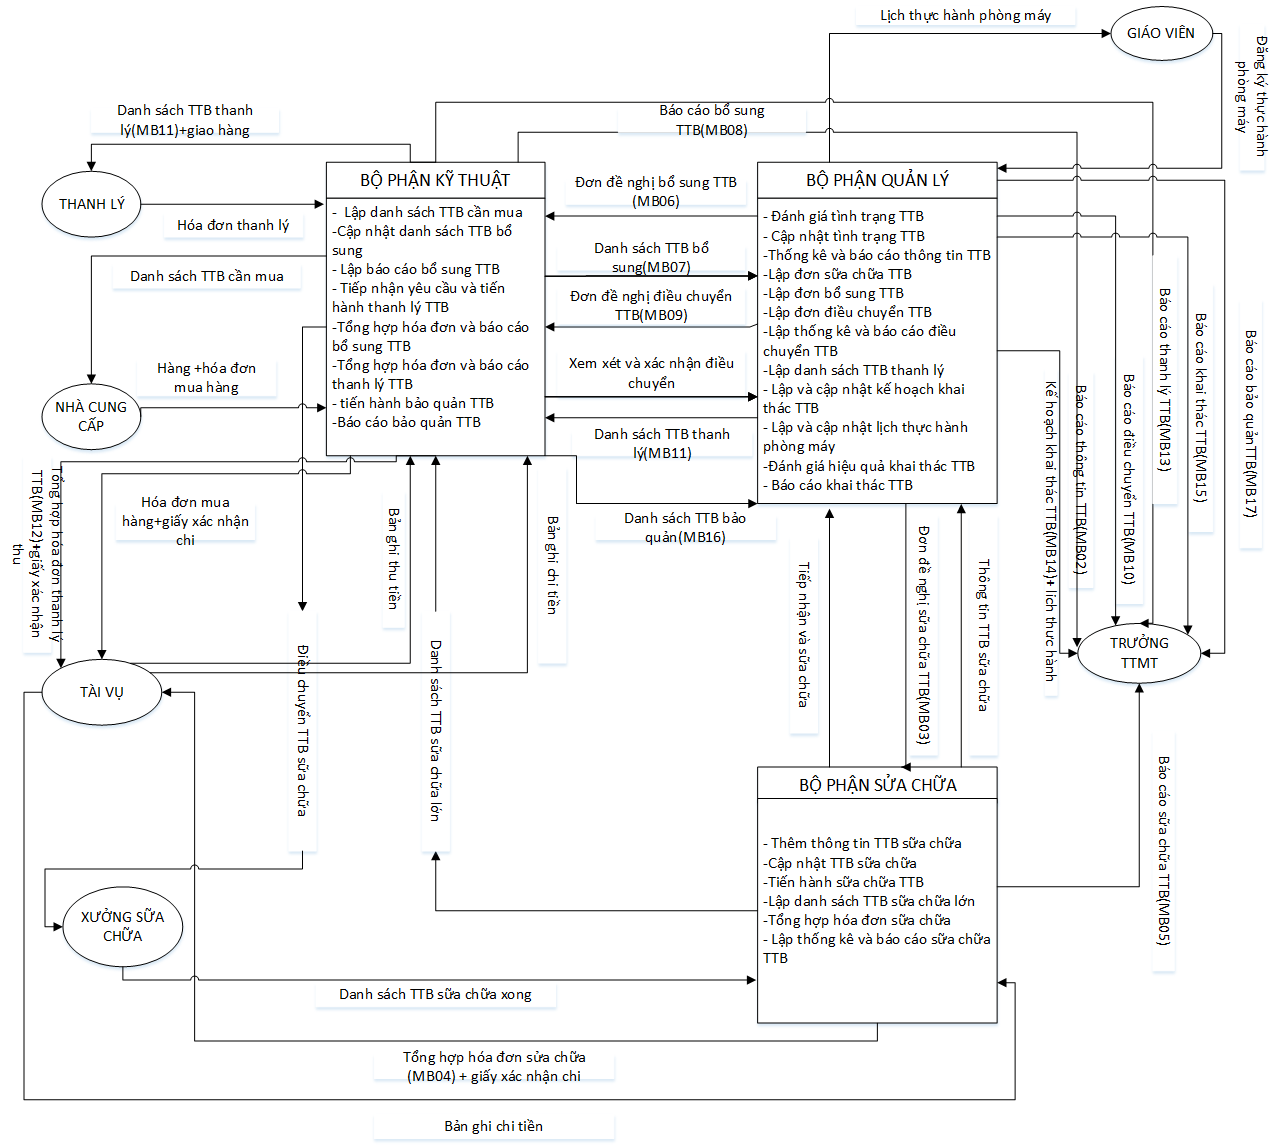 Lịch thực hành phòng máy
GIÁO VIÊN
Đăng ký thực hành
phòng máy
Danh sách TTB thanh
lý(MB11)+giao hàng
Báo cáo bổ sung
TTB(MB08)
THANH LÝ
Hóa đơn thanh lý
BỘ PHẬN KỸ THUẬT
- Lập danh sách TTB cần mua
-Cập nhật danh sách TTB bổ
sung
- Lập báo cáo bổ sung TTB
- Tiếp nhận yêu cầu và tiến
hành thanh lý TTB
-Tổng hợp hóa đơn và báo cáo
bổ sung TTB
-Tổng hợp hóa đơn và báo cáo
thanh lý TTB
- tiến hành bảo quản TTB
-Báo cáo bảo quản TTB
Đơn đề nghị bổ sung TTB
(MB06)
Danh sách TTB bổ
sung(MB07)
Đơn đề nghị điều chuyển
TTB(MB09)
Xem xét và xác nhận điều
chuyển
Danh sách TTB thanh
lý(MB11)
Danh sách TTB bảo
quản(MB16)
BỘ PHẬN QUẢN LÝ
- Đánh giá tình trạng TTB
- Cập nhật tình trạng TTB
-Thống kê và báo cáo thông tin TTB
-Lập đơn sữa chữa TTB
-Lập đơn bổ sung TTB
-Lập đơn điều chuyển TTB
-Lập thống kê và báo cáo điều
chuyển TTB
-Lập danh sách TTB thanh lý
- Lập và cập nhật kế hoạch khai
thác TTB
- Lập và cập nhật lịch thực hành
phòng máy
-Đánh giá hiệu quả khai thác TTB
- Báo cáo khai thác TTB
Danh sách TTB cần mua
Hàng +hóa đơn
mua hàng
NHÀ CUNG
CẤP
Tổng hợp hóa đơn thanh lý
TTB(MB12)+giấy xác nhận
thu
Hóa đơn mua
hàng+giấy xác nhận
chi
Bản ghi thu tiền
Bản ghi chi tiền
Kế hoạch khai thác TTB(MB14)+ lịch thực hành
Báo cáo thông tin TTB(MB02)
Báo cáo điều chuyển TTB(MB10)
Báo cáo thanh lý TTB(MB13)
Báo cáo khai thác TTB(MB15)
Báo cáo bảo quảnTTB(MB17)
TÀI VỤ
Điều chuyển TTB sữa chữa
Danh sách TTB sữa chữa lớn
Tiếp nhận và sữa chữa
Đơn đề nghị sữa chữa TTB(MB03)
Thông tin TTB sữa chữa
TRƯỞNG
TTMT
BỘ PHẬN SỬA CHỮA
- Thêm thông tin TTB sữa chữa
-Cập nhật TTB sữa chữa
-Tiến hành sữa chữa TTB
-Lập danh sách TTB sữa chữa lớn
-Tổng hợp hóa đơn sữa chữa
- Lập thống kê và báo cáo sữa chữa
TTB
Báo cáo sữa chữa TTB(MB05)
XƯỞNG SỮA
CHỮA
Danh sách TTB sữa chữa xong
Tổng hợp hóa đơn sửa chữa
(MB04) + giấy xác nhận chi
Bản ghi chi tiền